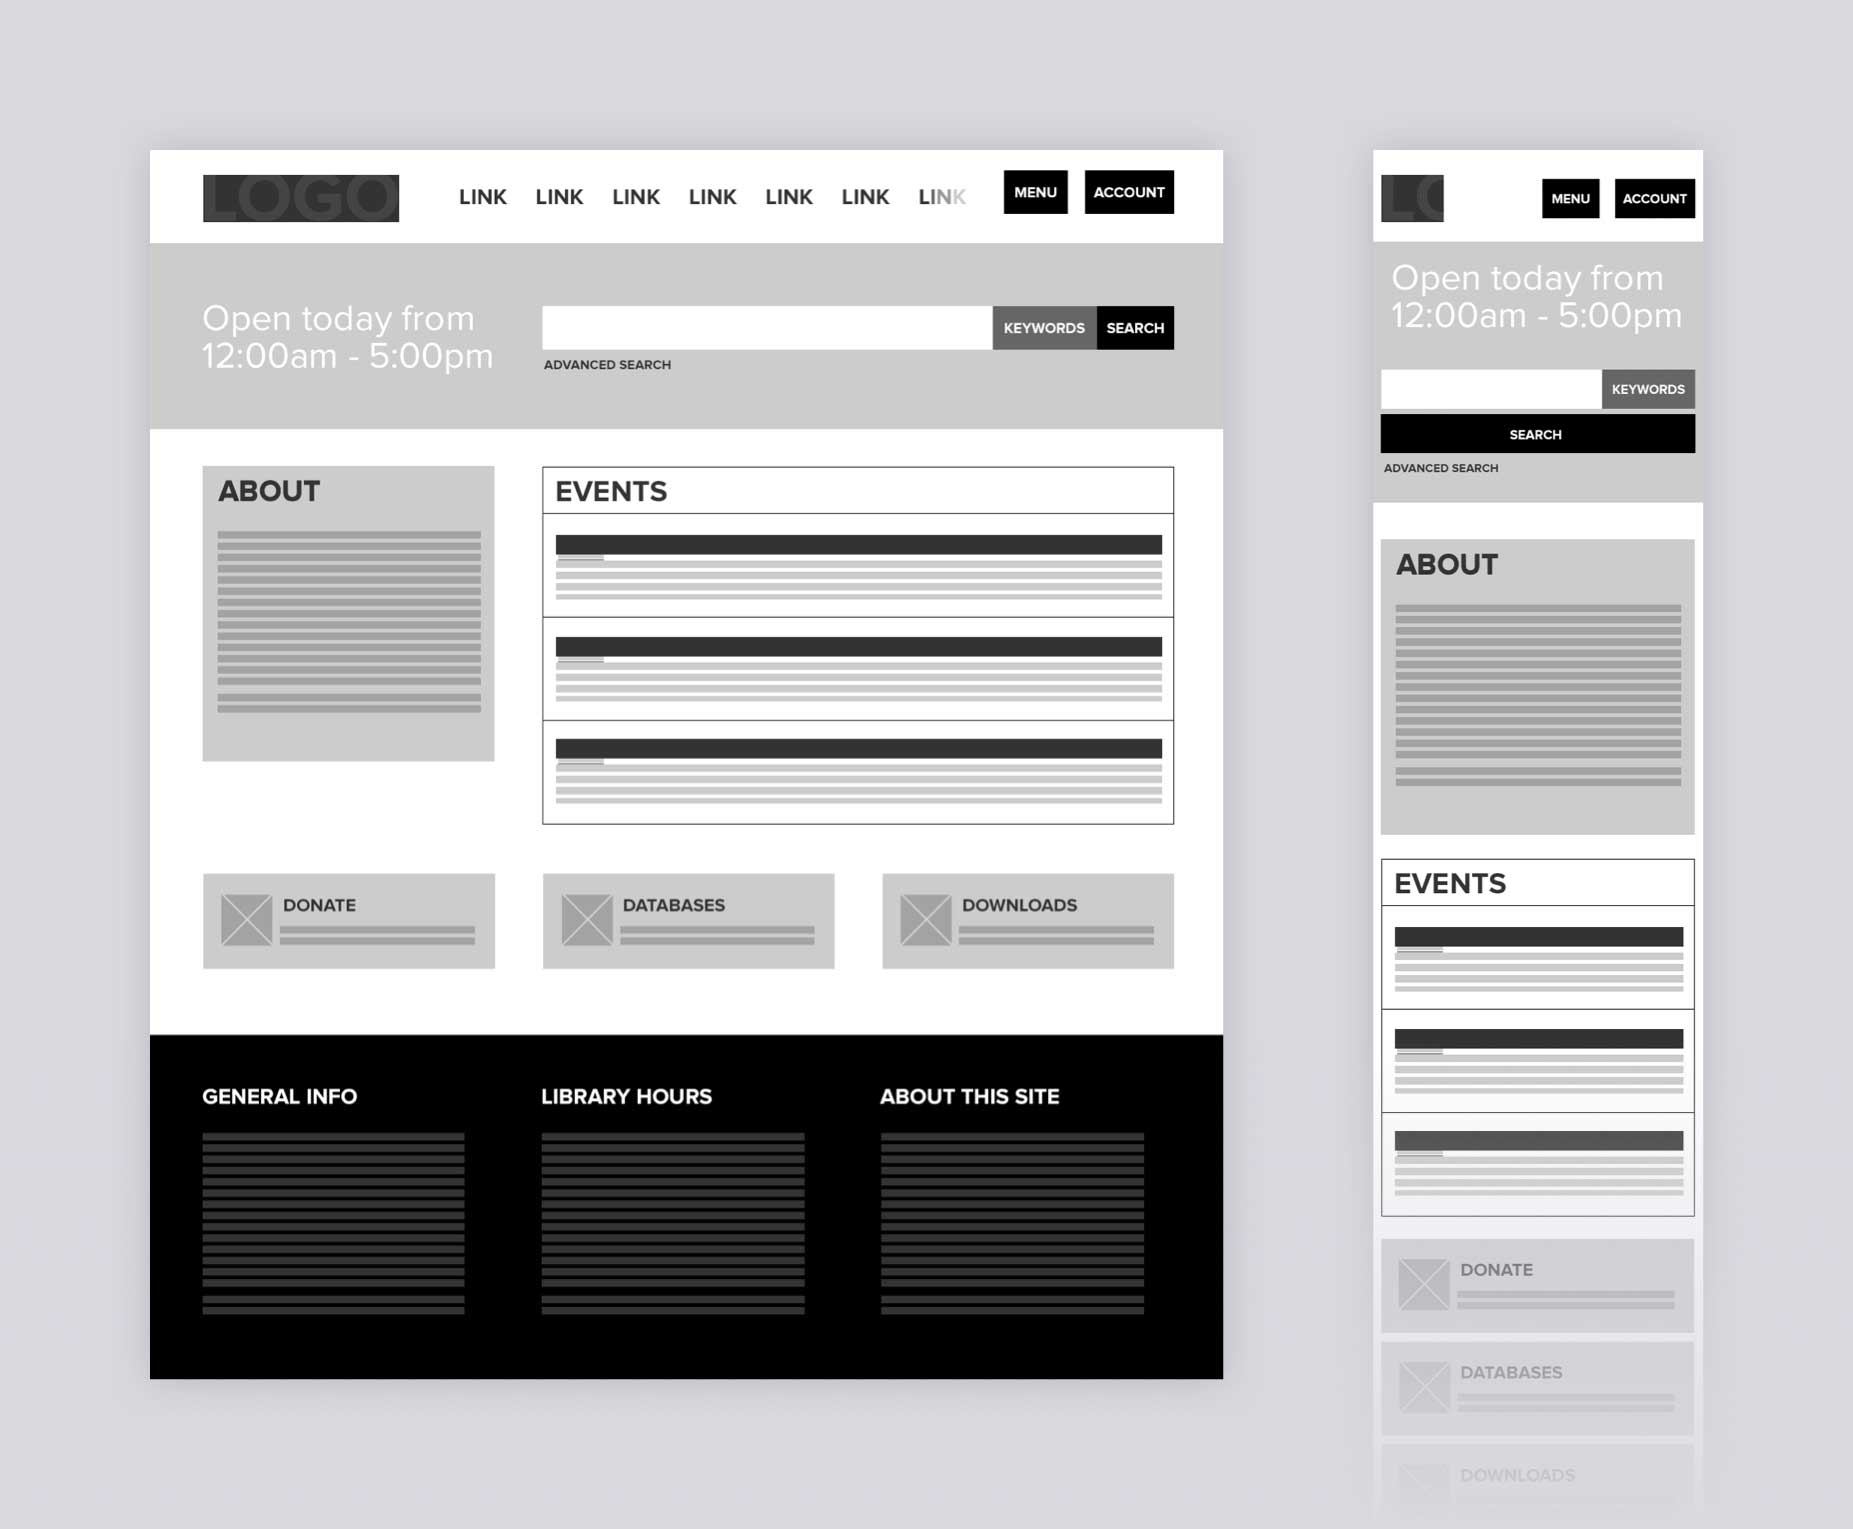 LOGO
LINK LINK LINK LINK LINK LINK LINK
MENU
ACCOUNT
Open today from
12:00am - 5:00pm
KEYWORDS
SEARCH
ADVANCED SEARCH
ABOUT
EVENTS
DONATE
DATABASES
DOWNLOADS
GENERAL INFO
LIBRARY HOURS
ABOUT THIS SITE
LO
MENU
ACCOUNT
Open today from
12:00am - 5:00pm
KEYWORDS
SEARCH
ADVANCED SEARCH
ABOUT
EVENTS
DONATE
DATABASES
DOWNLOADS